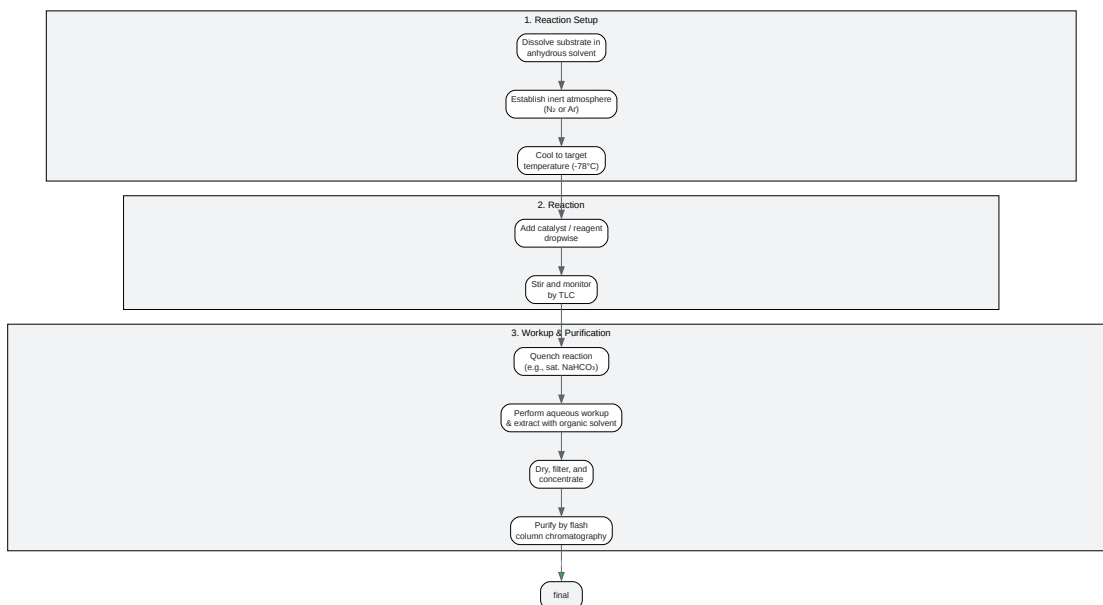 1. Reaction Setup
Dissolve substrate in
anhydrous solvent
Establish inert atmosphere
(N₂ or Ar)
Cool to target
temperature (-78°C)
2. Reaction
Add catalyst / reagent
dropwise
Stir and monitor
by TLC
3. Workup & Purification
Quench reaction
(e.g., sat. NaHCO₃)
Perform aqueous workup
& extract with organic solvent
Dry, filter, and
concentrate
Purify by flash
column chromatography
final